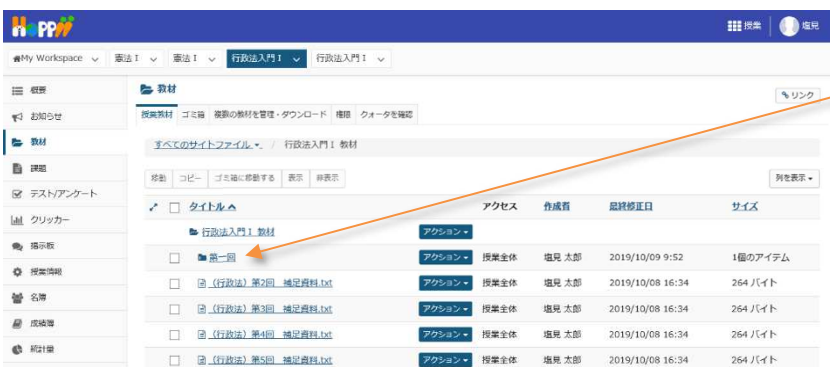 HoPPii 授業 塩見
My Workspace 憲法 I 憲法 I 行政法入門 I 行政法入門 I
概要
お知らせ
教材
課題
テスト/アンケート
クリッカー
掲示板
授業情報
名簿
成績簿
統計量
教材 リンク
授業教材 ゴミ箱 複数の教材を管理・ダウンロード 権限 クォータを確認
すべてのサイトファイル / 行政法入門 I 教材
移動 コピー ゴミ箱に移動する 表示 非表示 列を表示
タイトル アクセス 作成者 最終修正日 サイズ
行政法入門 I 教材 アクション
第一回 アクション 授業全体 塩見 太郎 2019/10/09 9:52 1個のアイテム
(行政法) 第2回 補足資料.txt アクション 授業全体 塩見 太郎 2019/10/08 16:34 264 バイト
(行政法) 第3回 補足資料.txt アクション 授業全体 塩見 太郎 2019/10/08 16:34 264 バイト
(行政法) 第4回 補足資料.txt アクション 授業全体 塩見 太郎 2019/10/08 16:34 264 バイト
(行政法) 第5回 補足資料.txt アクション 授業全体 塩見 太郎 2019/10/08 16:34 264 バイト